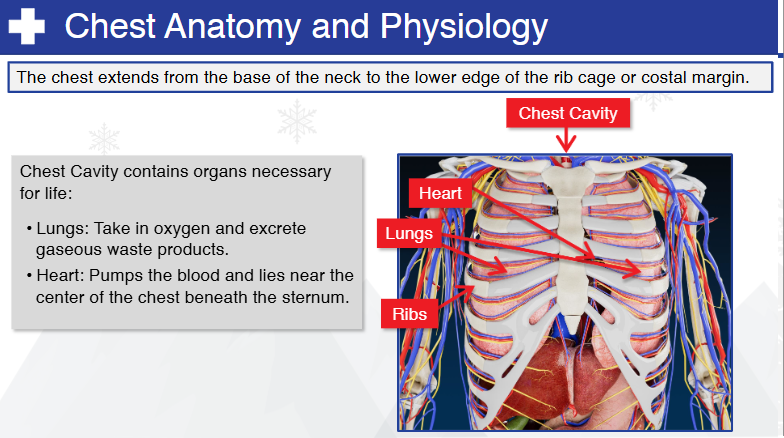 Chest Anatomy and Physiology
The chest extends from the base of the neck to the lower edge of the rib cage or costal margin.
Chest Cavity
Chest Cavity contains organs necessary
for life:
• Lungs: Take in oxygen and excrete
gaseous waste products.
• Heart: Pumps the blood and lies near the
center of the chest beneath the sternum.
Heart
Lungs
Ribs